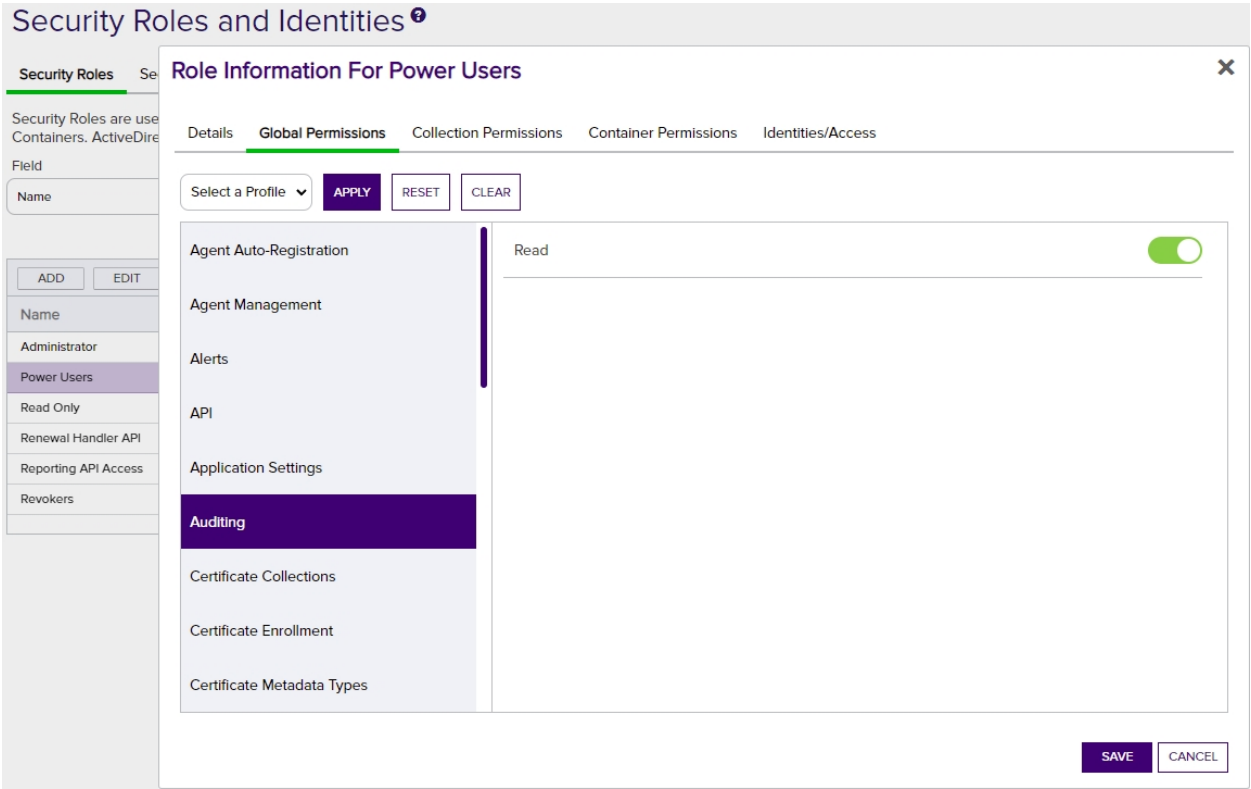 Security Roles and Identities ?
Security Roles
Se
Security Roles are use
Containers. ActiveDire
Field
Name
ADD
EDIT
Name
Administrator
Power Users
Read Only
Renewal Handler API
Reporting API Access
Revokers
Role Information For Power Users
Details
Global Permissions
Collection Permissions
Container Permissions
Identities/Access
Select a Profile
APPLY
RESET
CLEAR
Agent Auto-Registration
Agent Management
Alerts
API
Application Settings
Auditing
Certificate Collections
Certificate Enrollment
Certificate Metadata Types
Read
SAVE
CANCEL